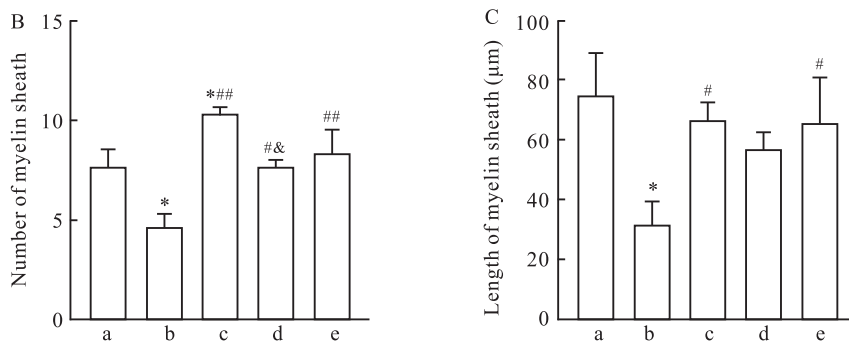 B
Number of myelin sheath
15
10
5
0
*
*##
#&
##
a b c d e
C
Length of myelin sheath (μm)
100
80
60
40
20
0
*
#
#
a b c d e